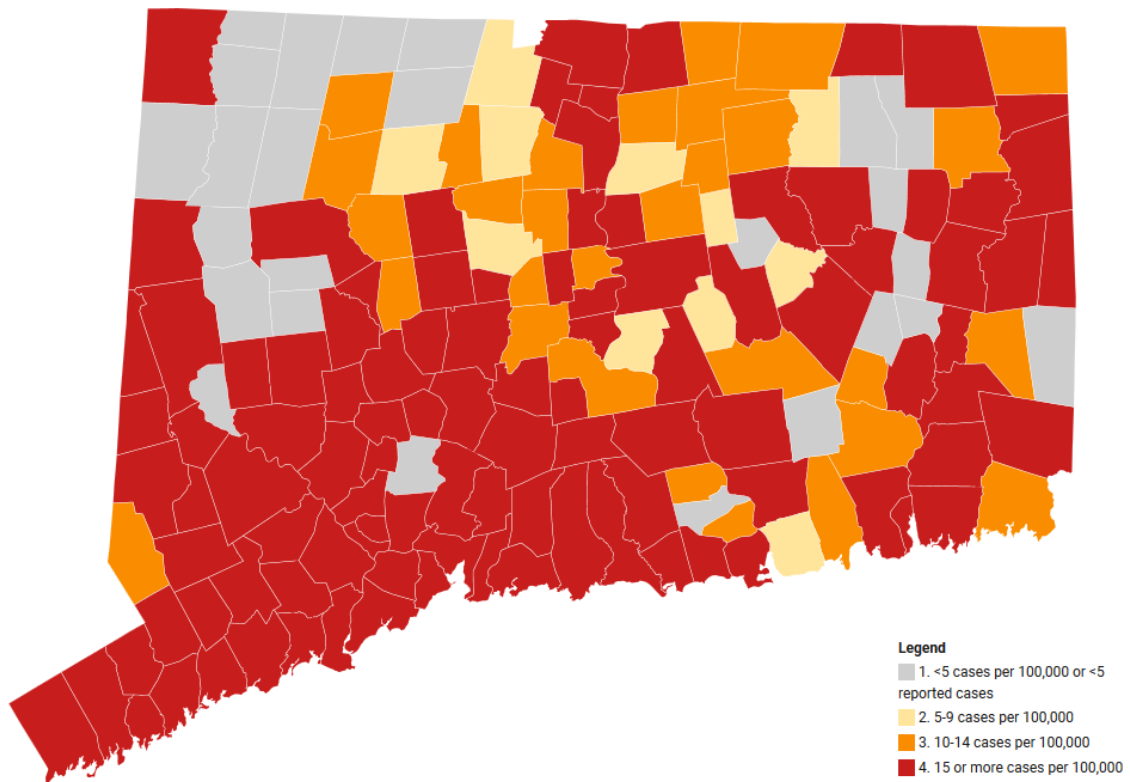 Legend
1. <5 cases per 100,000 or <5
reported cases
2. 5-9 cases per 100,000
3. 10-14 cases per 100,000
4. 15 or more cases per 100,000